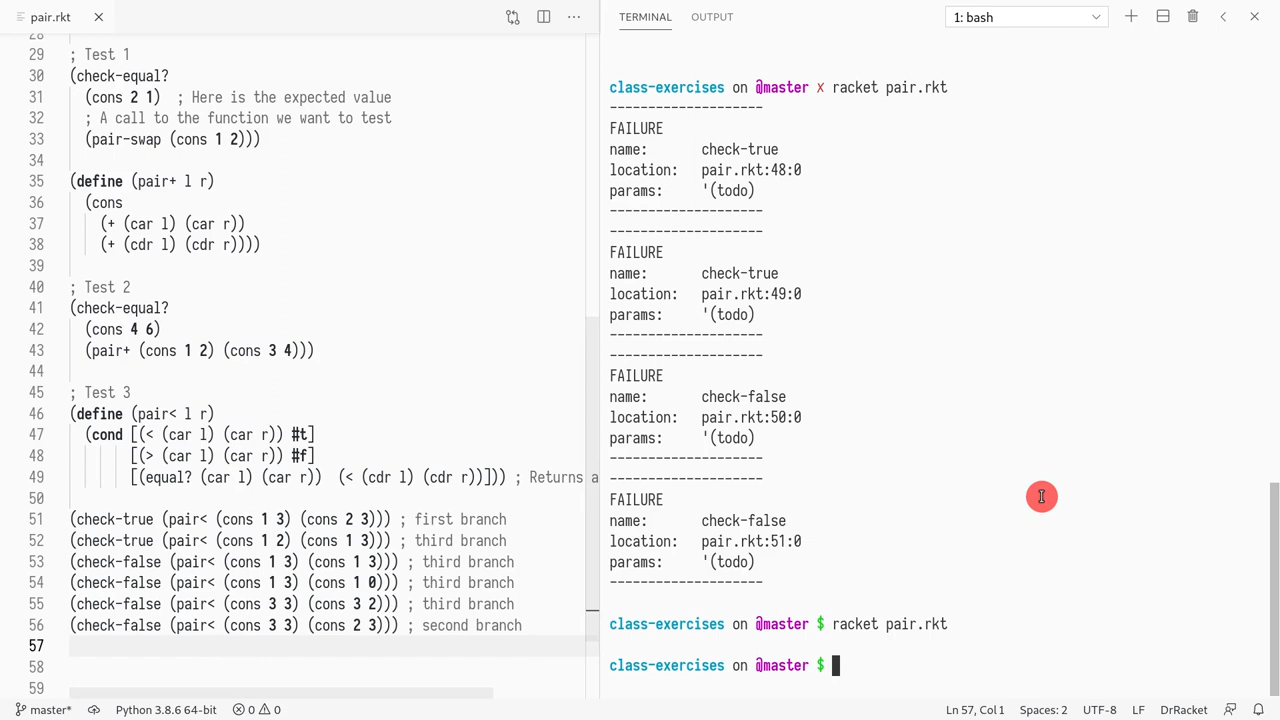 pair.rkt
28
29 ; Test 1
30 (check-equal?
31   (cons 2 1)  ; Here is the expected value
32   ; A call to the function we want to test
33   (pair-swap (cons 1 2)))
34
35 (define (pair+ l r)
36   (cons
37     (+ (car l) (car r))
38     (+ (cdr l) (cdr r))))
39
40 ; Test 2
41 (check-equal?
42   (cons 4 6)
43   (pair+ (cons 1 2) (cons 3 4)))
44
45 ; Test 3
46 (define (pair< l r)
47   (cond [(< (car l) (car r)) #t]
48         [(> (car l) (car r)) #f]
49         [(equal? (car l) (car r))  (< (cdr l) (cdr r))])) ; Returns a
50
51 (check-true (pair< (cons 1 3) (cons 2 3))) ; first branch
52 (check-true (pair< (cons 1 2) (cons 1 3))) ; third branch
53 (check-false (pair< (cons 1 3) (cons 1 3))) ; third branch
54 (check-false (pair< (cons 1 3) (cons 1 0))) ; third branch
55 (check-false (pair< (cons 3 3) (cons 3 2))) ; third branch
56 (check-false (pair< (cons 3 3) (cons 2 3))) ; second branch
57
58
59
TERMINAL OUTPUT
1: bash
class-exercises on @master ✗ racket pair.rkt
--------------------
FAILURE
name:       check-true
location:   pair.rkt:48:0
params:     '(todo)
--------------------
--------------------
FAILURE
name:       check-true
location:   pair.rkt:49:0
params:     '(todo)
--------------------
--------------------
FAILURE
name:       check-false
location:   pair.rkt:50:0
params:     '(todo)
--------------------
--------------------
FAILURE
name:       check-false
location:   pair.rkt:51:0
params:     '(todo)
--------------------
class-exercises on @master $ racket pair.rkt
class-exercises on @master $
master* Python 3.8.6 64-bit 0 0 Ln 57, Col 1 Spaces: 2 UTF-8 LF DrRacket